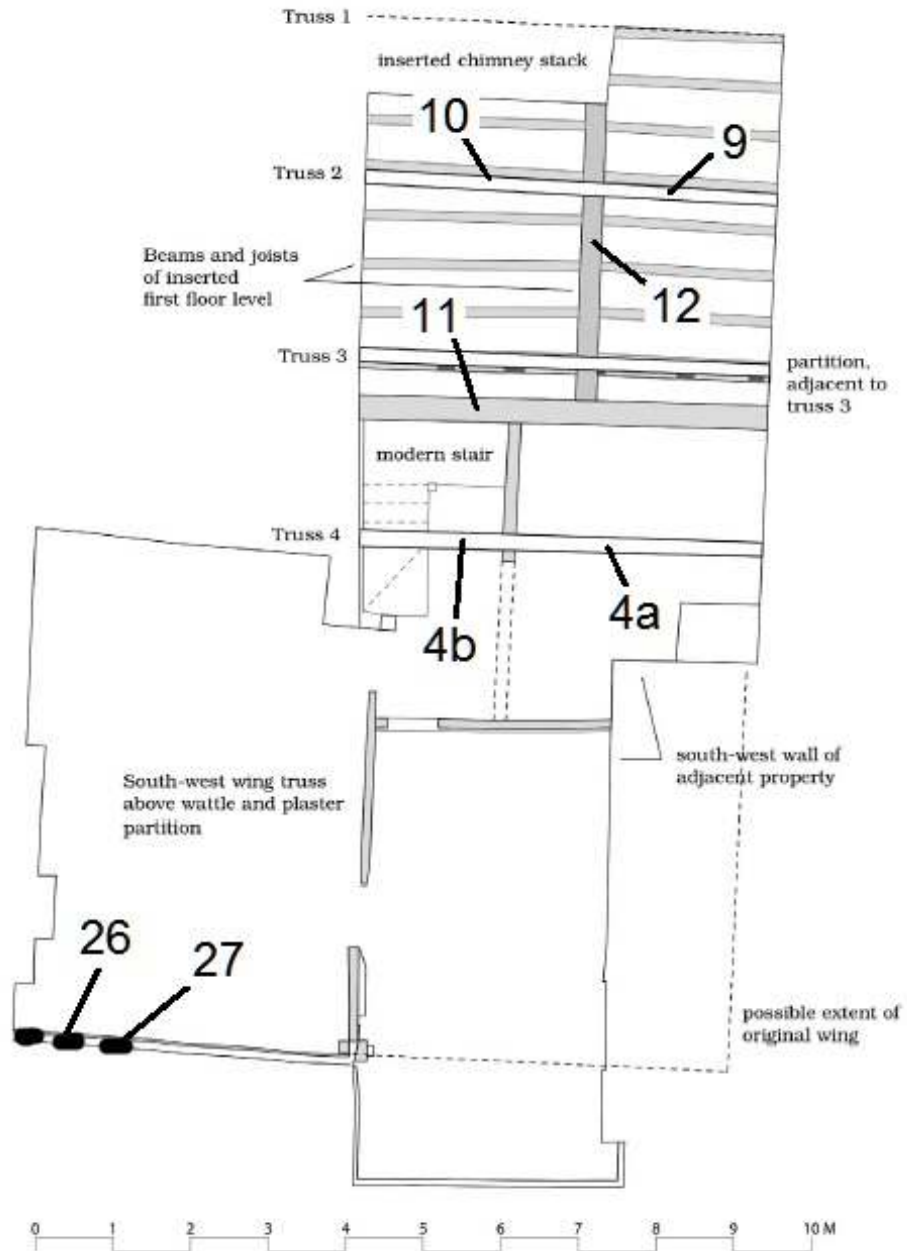 Truss 1
inserted chimney stack
10
9
Truss 2
Beams and joists
of inserted
first floor level
12
11
Truss 3
partition,
adjacent to
truss 3
modern stair
Truss 4
4b
4a
South-west wing truss
above wattle and plaster
partition
south-west wall of
adjacent property
26
27
possible extent of
original wing
0 1 2 3 4 5 6 7 8 9 10 M